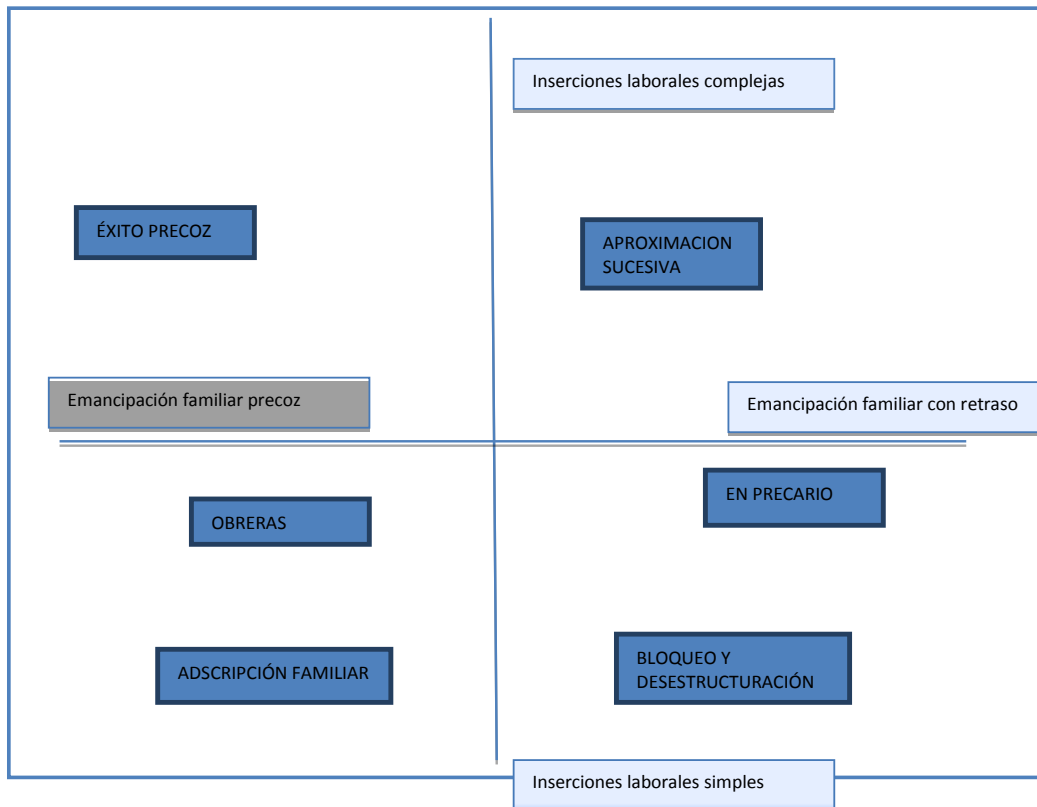 Inserciones laborales complejas
ÉXITO PRECOZ
APROXIMACION
SUCESIVA
Emancipación familiar precoz
Emancipación familiar con retraso
OBRERAS
EN PRECARIO
ADSCRIPCIÓN FAMILIAR
BLOQUEO Y
DESESTRUCTURACIÓN
Inserciones laborales simples